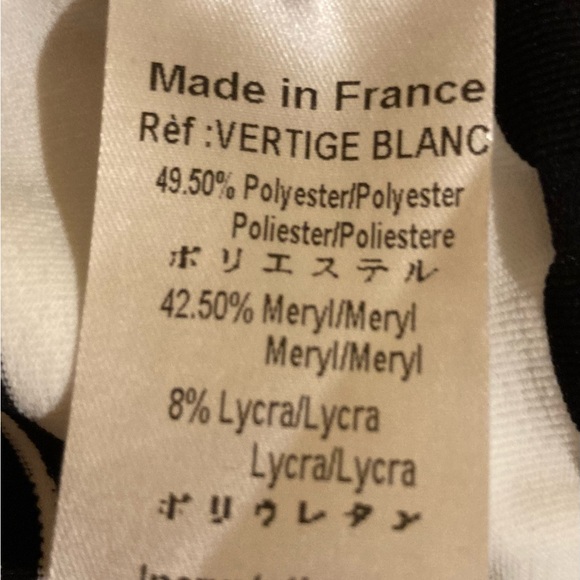 Made in France
Rèf :VERTIGE BLANC
49.50% Polyester/Polyester
Poliester/Poliestere
ポリエステル
42.50% Meryl/Meryl
Meryl/Meryl
8% Lycra/Lycra
Lycra/Lycra
ポリウレタン